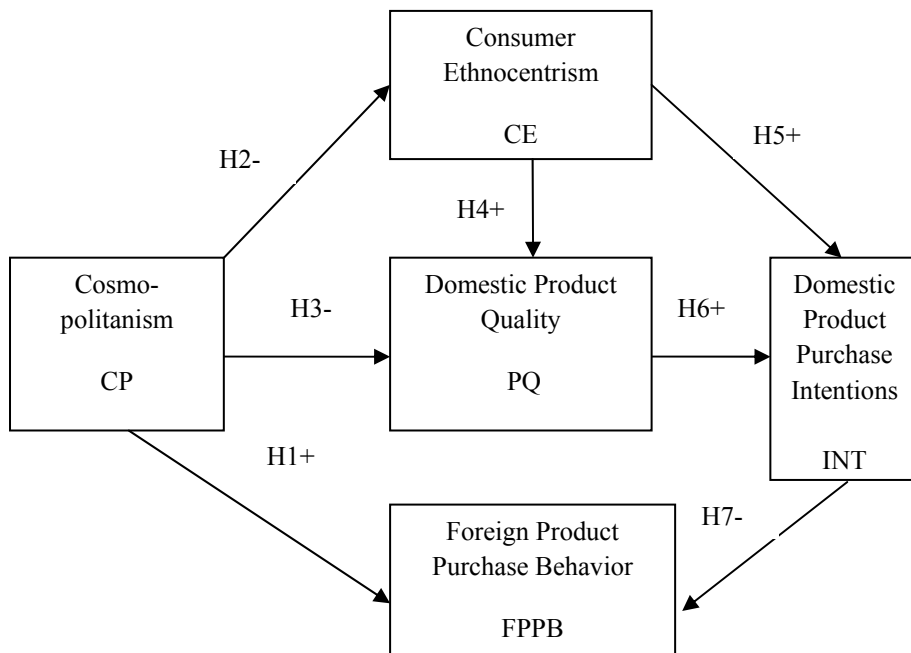 Consumer
Ethnocentrism
CE
H2-
H5+
H4+
Cosmo-
politanism
CP
H3-
Domestic Product
Quality
PQ
H6+
Domestic
Product
Purchase
Intentions
INT
H1+
Foreign Product
Purchase Behavior
FPPB
H7-